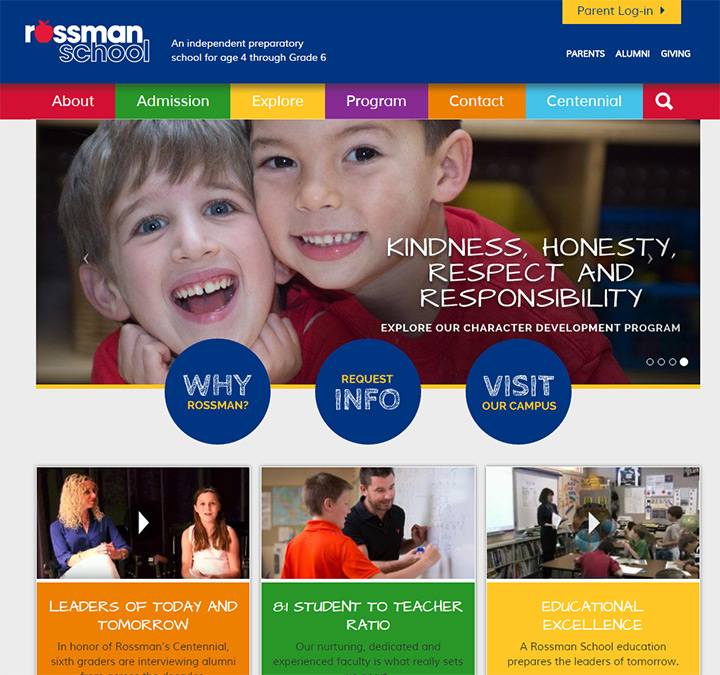 Parent Log-in
rossman
school
An independent preparatory
school for age 4 through Grade 6
PARENTS ALUMNI GIVING
About Admission Explore Program Contact Centennial
KINDNESS, HONESTY,
RESPECT AND
RESPONSIBILITY
EXPLORE OUR CHARACTER DEVELOPMENT PROGRAM
WHY
ROSSMAN?
REQUEST
INFO
VISIT
OUR CAMPUS
LEADERS OF TODAY AND
TOMORROW
In honor of Rossman's Centennial,
sixth graders are interviewing alumni
8:1 STUDENT TO TEACHER
RATIO
Our nurturing, dedicated and
experienced faculty is what really sets
EDUCATIONAL
EXCELLENCE
A Rossman School education
prepares the leaders of tomorrow.